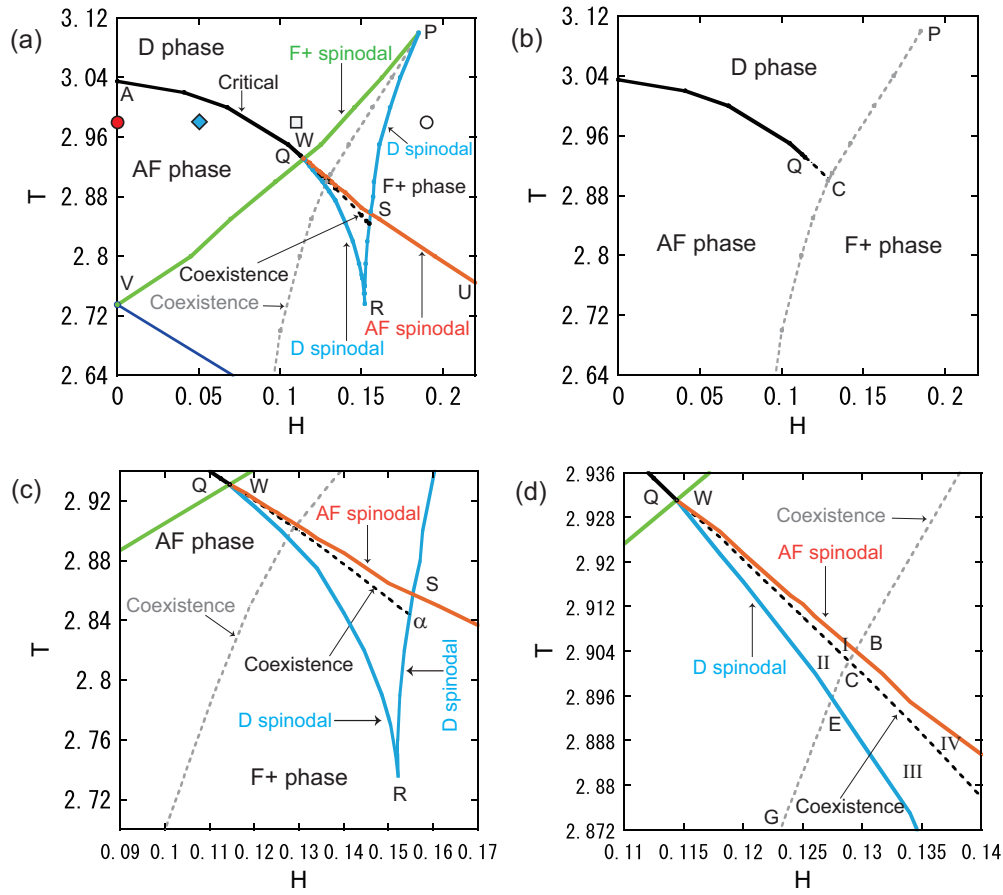 (a)
D phase
P
F+ spinodal
Critical
A
W
Q
D spinodal
AF phase
F+ phase
S
Coexistence
Coexistence
V
R
U
AF spinodal
D spinodal
3.04
2.96
2.88
2.8
2.72
2.64
T
0 0.05 0.1 0.15 0.2
H
(b)
D phase
P
Q
C
AF phase
F+ phase
3.04
2.96
2.88
2.8
2.72
2.64
T
0 0.05 0.1 0.15 0.2
H
(c)
Q W
AF spinodal
AF phase
S
Coexistence
α
Coexistence
D spinodal
D spinodal
F+ phase
R
2.92
2.88
2.84
2.8
2.76
2.72
T
0.09 0.1 0.11 0.12 0.13 0.14 0.15 0.16 0.17
H
(d)
Q W
Coexistence
AF spinodal
B
I
D spinodal
II
C
E
IV
III
Coexistence
G
2.936
2.928
2.92
2.912
2.904
2.896
2.888
2.88
2.872
T
0.11 0.115 0.12 0.125 0.13 0.135 0.14
H